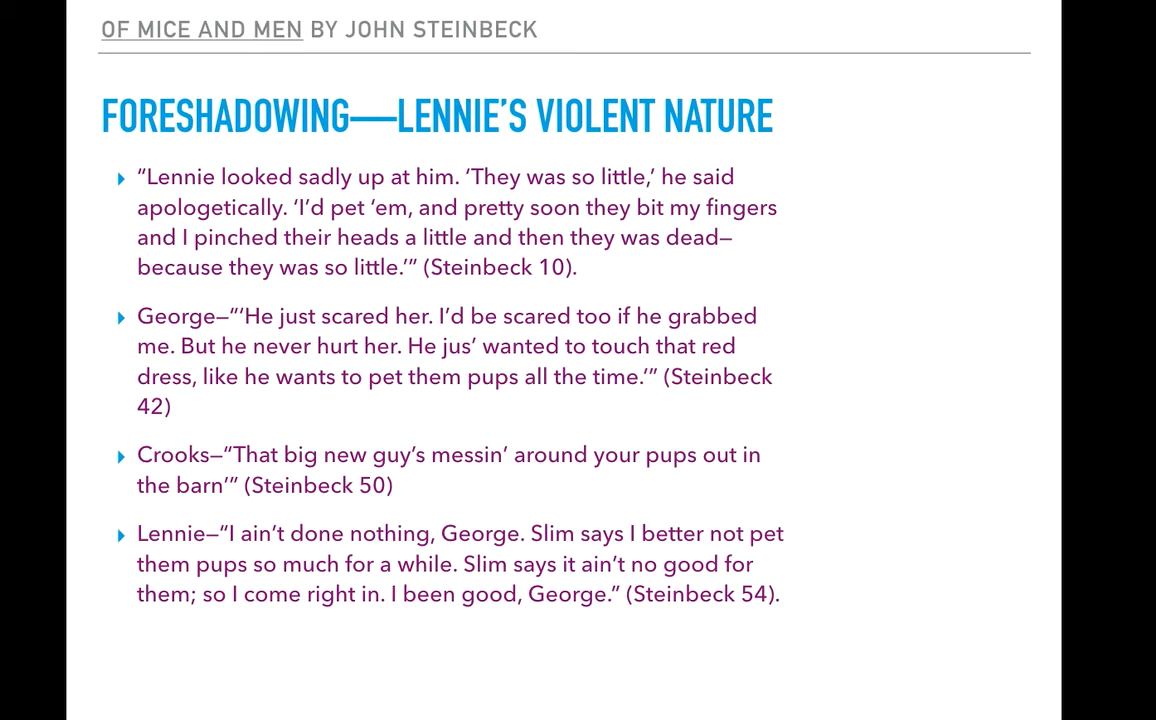 OF MICE AND MEN BY JOHN STEINBECK
FORESHADOWING—LENNIE’S VIOLENT NATURE
“Lennie looked sadly up at him. ‘They was so little,’ he said
apologetically. ‘I’d pet ‘em, and pretty soon they bit my fingers
and I pinched their heads a little and then they was dead—
because they was so little.’” (Steinbeck 10).
George—“‘He just scared her. I’d be scared too if he grabbed
me. But he never hurt her. He jus’ wanted to touch that red
dress, like he wants to pet them pups all the time.’” (Steinbeck
42)
Crooks—“That big new guy’s messin’ around your pups out in
the barn’” (Steinbeck 50)
Lennie—“I ain’t done nothing, George. Slim says I better not pet
them pups so much for a while. Slim says it ain’t no good for
them; so I come right in. I been good, George.” (Steinbeck 54).